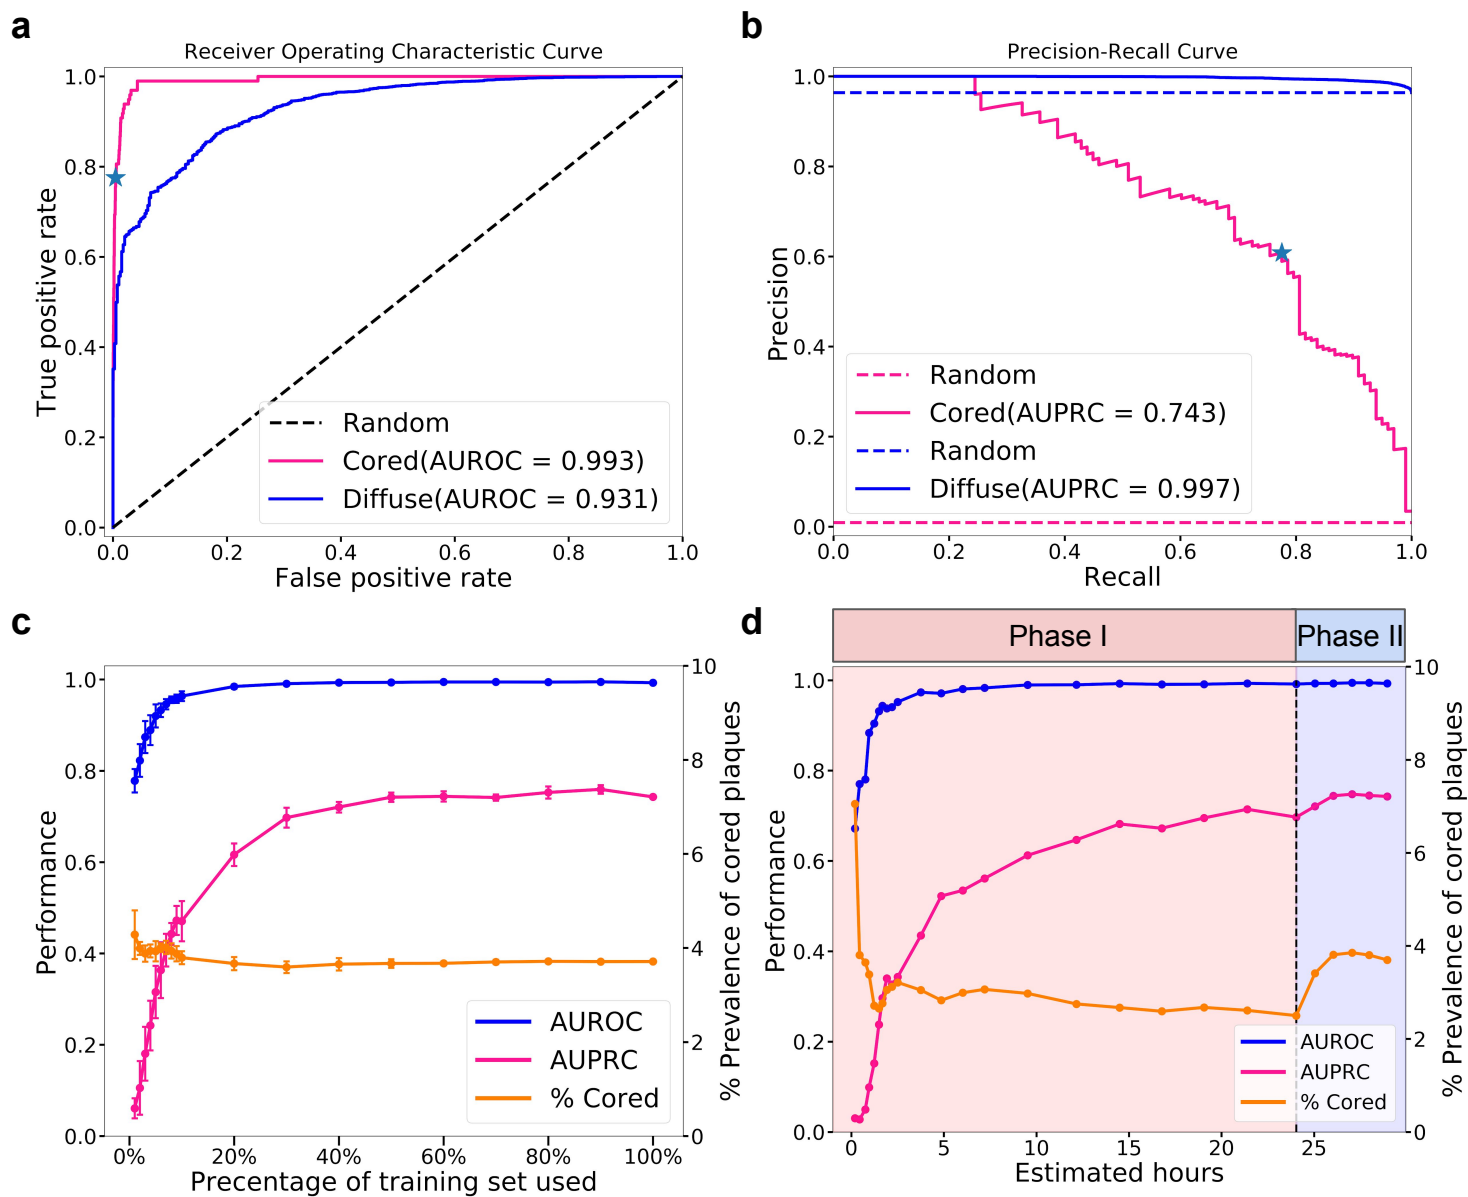 a
Receiver Operating Characteristic Curve
1.0
0.8
0.6
0.4
0.2
0.0
True positive rate
Random
Cored(AUROC = 0.993)
Diffuse(AUROC = 0.931)
0.0 0.2 0.4 0.6 0.8 1.0
False positive rate
b
Precision-Recall Curve
1.0
0.8
0.6
0.4
0.2
0.0
Precision
Random
Cored(AUPRC = 0.743)
Random
Diffuse(AUPRC = 0.997)
0.0 0.2 0.4 0.6 0.8 1.0
Recall
c
1.0
0.8
0.6
0.4
0.2
0.0
Performance
10
8
6
4
2
0
% Prevalence of cored plaques
AUROC
AUPRC
% Cored
0% 20% 40% 60% 80% 100%
Precentage of training set used
d
Phase I
Phase II
1.0
0.8
0.6
0.4
0.2
0.0
Performance
10
8
6
4
2
0
% Prevalence of cored plaques
AUROC
AUPRC
% Cored
0 5 10 15 20 25
Estimated hours